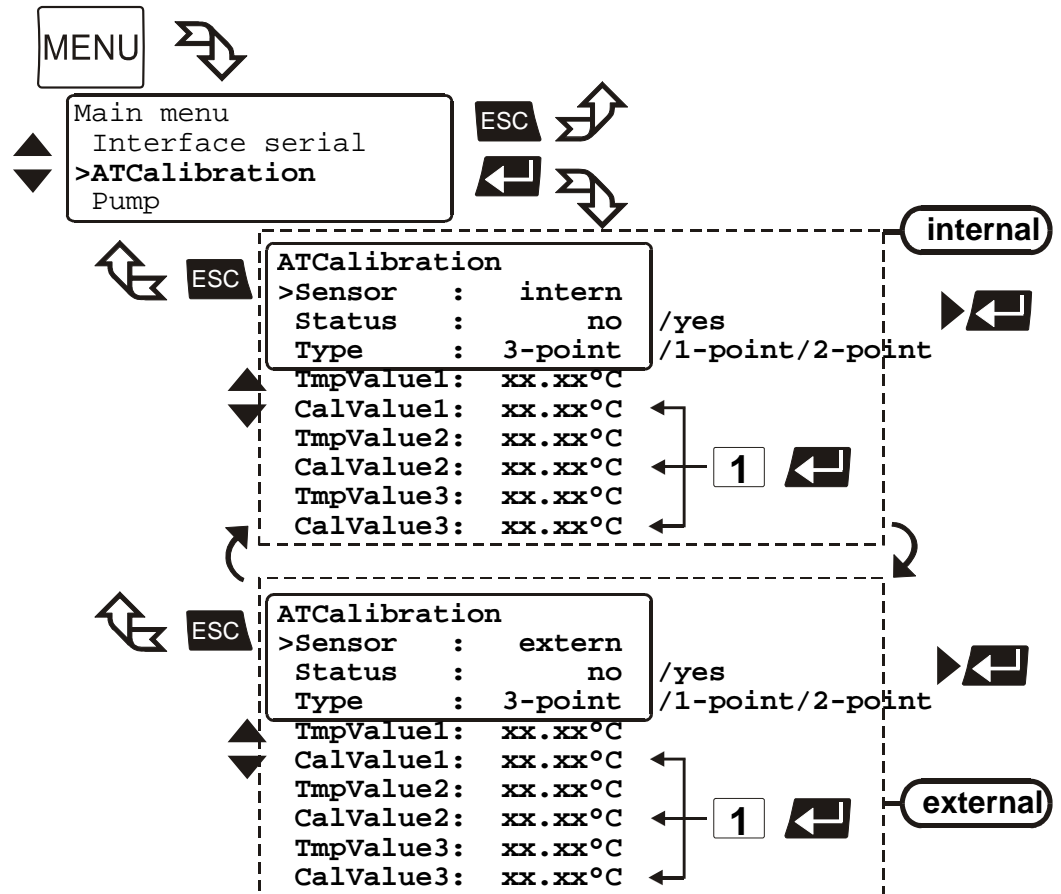 MENU
Main menu
Interface serial
>ATCalibration
Pump
ESC
internal
ESC
ATCalibration
>Sensor : intern
Status : no /yes
Type : 3-point /1-point/2-point
TmpValue1: xx.xx°C
CalValue1: xx.xx°C
TmpValue2: xx.xx°C
CalValue2: xx.xx°C 1
TmpValue3: xx.xx°C
CalValue3: xx.xx°C
ESC
ATCalibration
>Sensor : extern
Status : no /yes
Type : 3-point /1-point/2-point
TmpValue1: xx.xx°C
CalValue1: xx.xx°C
TmpValue2: xx.xx°C
CalValue2: xx.xx°C 1
TmpValue3: xx.xx°C
CalValue3: xx.xx°C
external